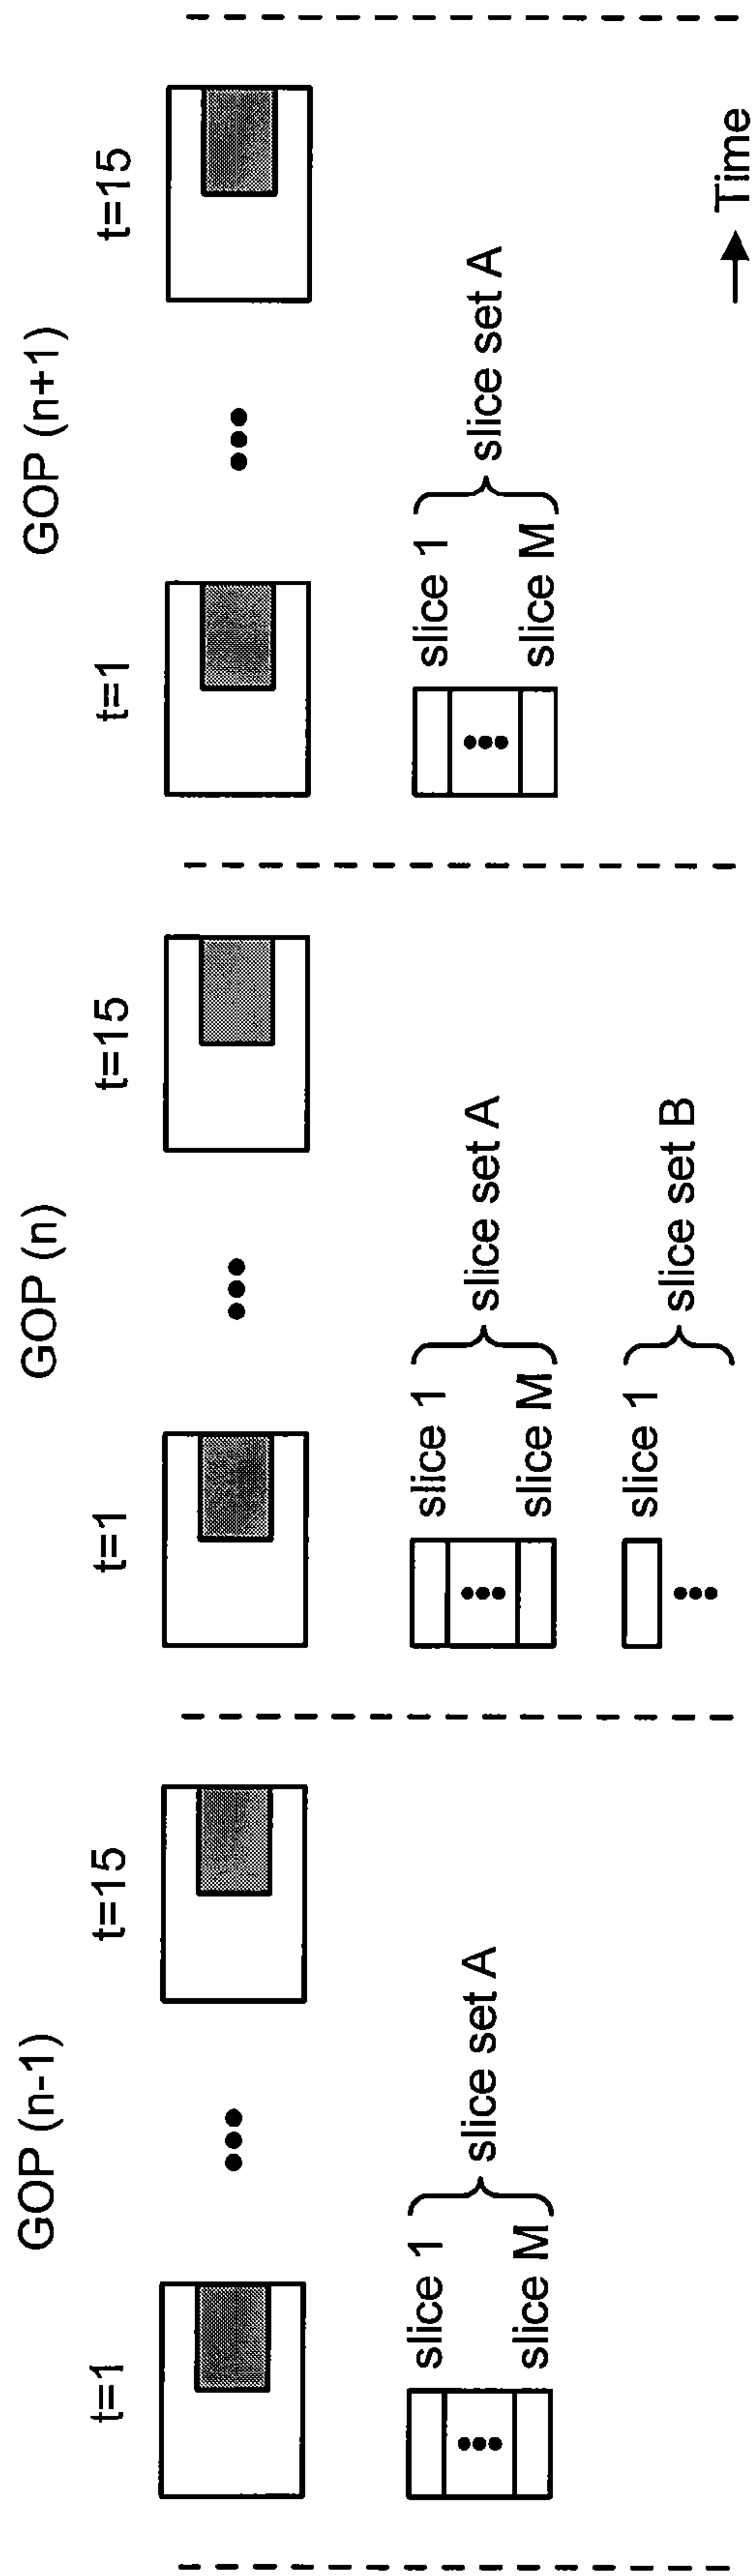 GOP (n-1)
t=1
t=15
slice 1
slice M
slice set A
GOP (n)
t=1
t=15
slice 1
slice M
slice set A
slice 1
slice set B
GOP (n+1)
t=1
t=15
slice 1
slice M
slice set A
Time